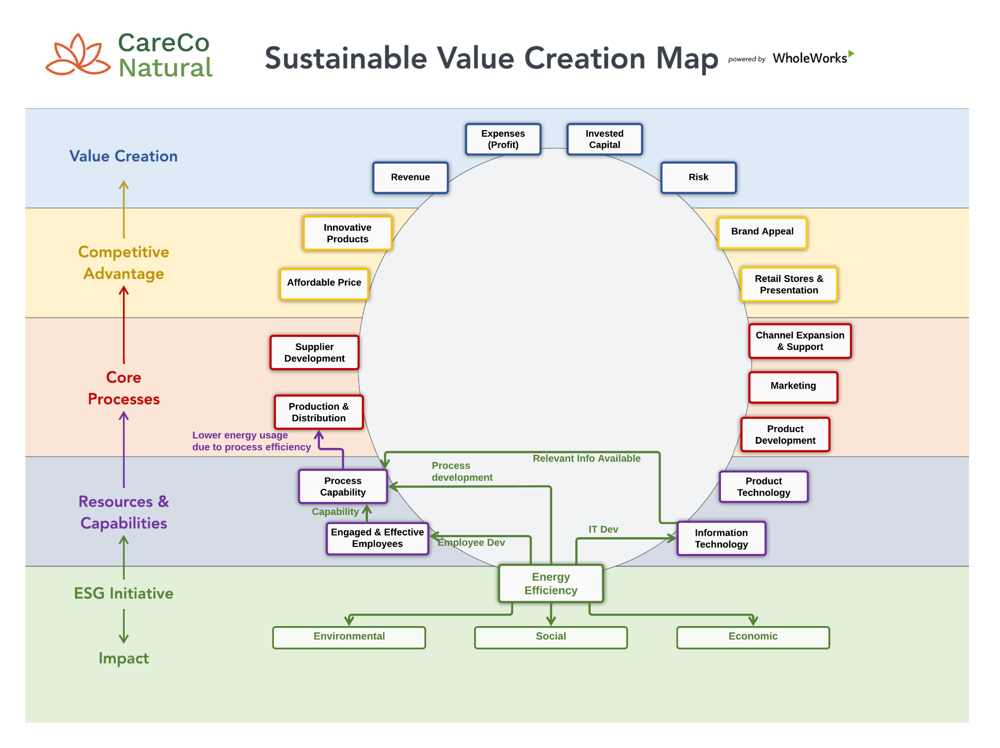 CareCo
Natural
Sustainable Value Creation Map
powered by WholeWorks
Value Creation
Expenses
(Profit)
Invested
Capital
Revenue
Risk
Competitive
Advantage
Innovative
Products
Brand Appeal
Affordable Price
Retail Stores &
Presentation
Core
Processes
Supplier
Development
Channel Expansion
& Support
Marketing
Production &
Distribution
Product
Development
Lower energy usage
due to process efficiency
Resources &
Capabilities
Relevant Info Available
Process
development
Process
Capability
Product
Technology
Capability
Engaged & Effective
Employees
Employee Dev
IT Dev
Information
Technology
ESG Initiative
Energy
Efficiency
Impact
Environmental
Social
Economic